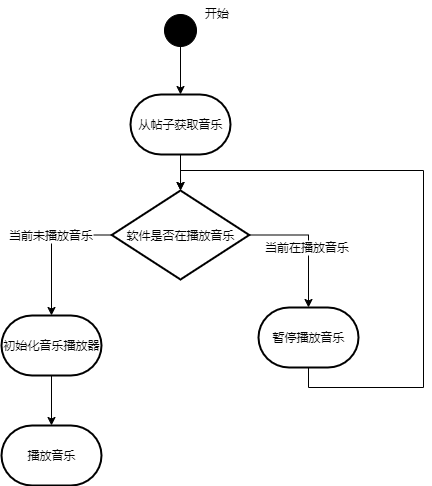 开始
从帖子获取音乐
软件是否在播放音乐
当前未播放音乐
当前在播放音乐
初始化音乐播放器
暂停播放音乐
播放音乐